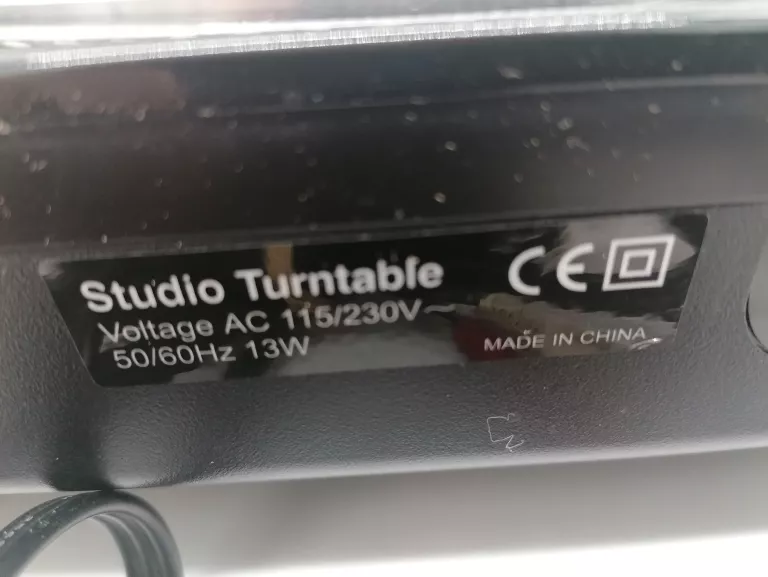 Studio Turntable
Voltage AC 115/230V~
50/60Hz 13W
CE
MADE IN CHINA